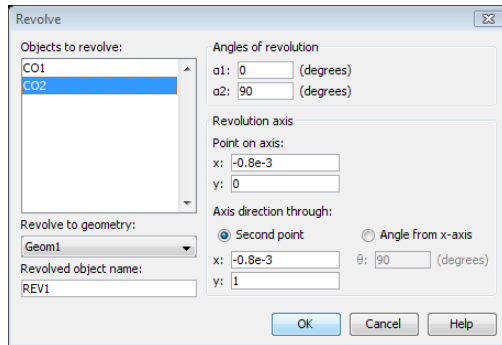 Revolve
Objects to revolve:
CO1
CO2
Revolve to geometry:
Geom1
Revolved object name:
REV1
Angles of revolution
α1: 0 (degrees)
α2: 90 (degrees)
Revolution axis
Point on axis:
x: -0.8e-3
y: 0
Axis direction through:
Second point Angle from x-axis
x: -0.8e-3 θ: 90 (degrees)
y: 1
OK Cancel Help